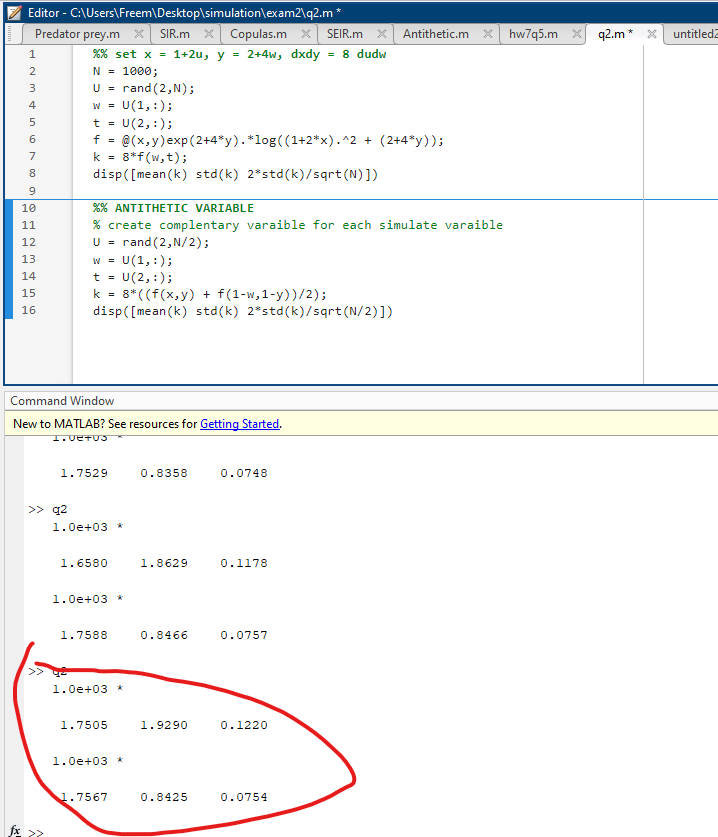 Editor - C:\Users\Freem\Desktop\simulation\exam2\q2.m *
Predator prey.m SIR.m Copulas.m SEIR.m Antithetic.m hw7q5.m q2.m * untitled2
1 %% set x = 1+2u, y = 2+4w, dxdy = 8 dudw
2 N = 1000;
3 U = rand(2,N);
4 w = U(1,:);
5 t = U(2,:);
6 f = @(x,y)exp(2+4*y).*log((1+2*x).^2 + (2+4*y));
7 k = 8*f(w,t);
8 disp([mean(k) std(k) 2*std(k)/sqrt(N)])
9
10 %% ANTITHETIC VARIABLE
11 % create complentary varaible for each simulate varaible
12 U = rand(2,N/2);
13 w = U(1,:);
14 t = U(2,:);
15 k = 8*((f(x,y) + f(1-w,1-y))/2);
16 disp([mean(k) std(k) 2*std(k)/sqrt(N/2)])
Command Window
New to MATLAB? See resources for Getting Started.
1.0e+03 *
1.7529 0.8358 0.0748
>> q2
1.0e+03 *
1.6580 1.8629 0.1178
1.0e+03 *
1.7588 0.8466 0.0757
>> q2
1.0e+03 *
1.7505 1.9290 0.1220
1.0e+03 *
1.7567 0.8425 0.0754
fx >>